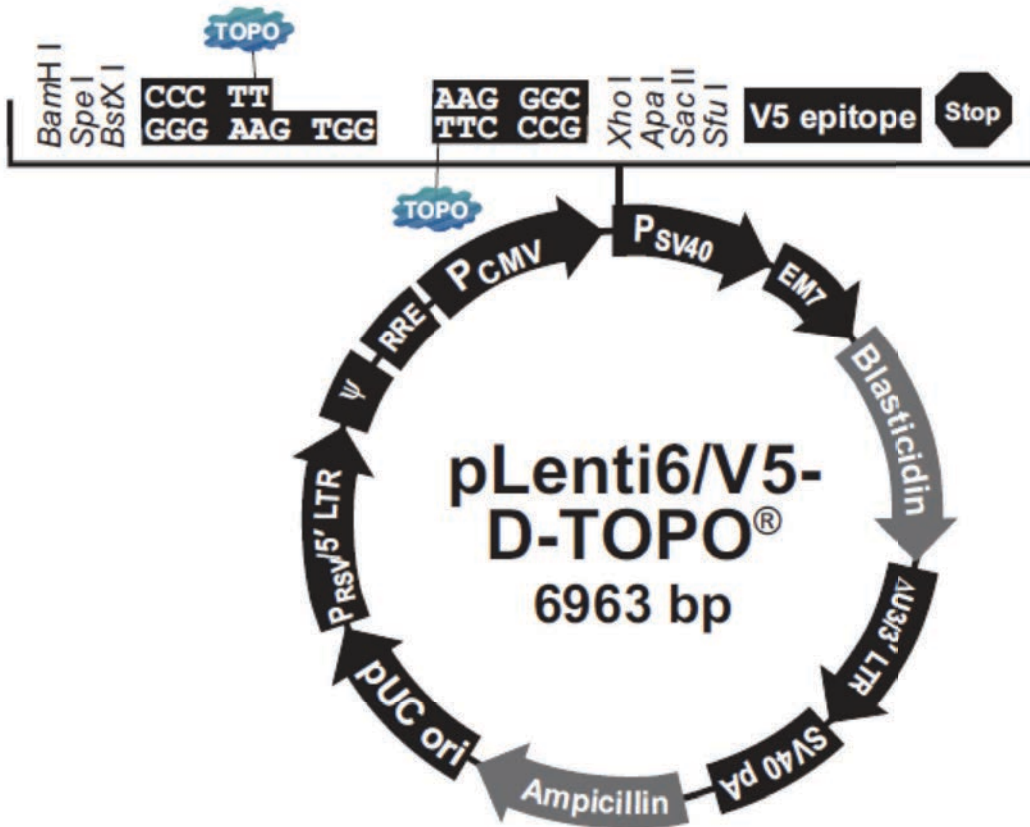 TOPO
BamH I
Spe I
BstX I
CCC TT
GGG AAG TGG
AAG GGC
TTC CCG
TOPO
Xho I
Apa I
Sac II
Sfu I
V5 epitope
Stop
PCMV
PSV40
EM7
RRE
Ψ
Blasticidin
PRSV/5′ LTR
pLenti6/V5-
D-TOPO®
6963 bp
ΔU3/3′ LTR
pUC ori
SV40 pA
Ampicillin